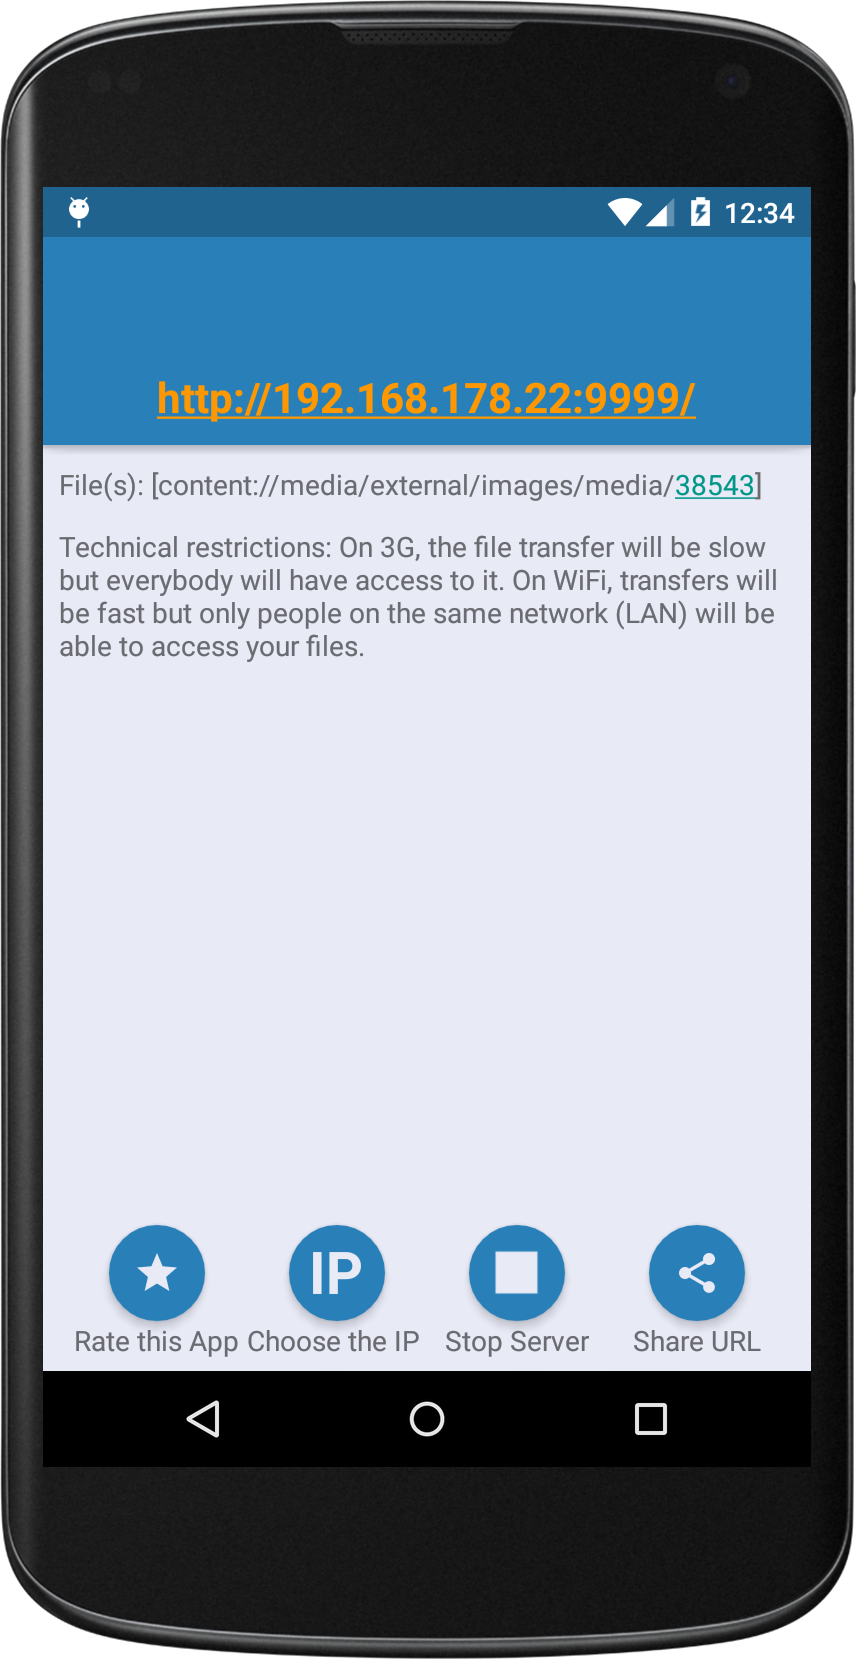 12:34
http://192.168.178.22:9999/
File(s): [content://media/external/images/media/38543]
Technical restrictions: On 3G, the file transfer will be slow
but everybody will have access to it. On WiFi, transfers will
be fast but only people on the same network (LAN) will be
able to access your files.
IP
Rate this App Choose the IP Stop Server Share URL